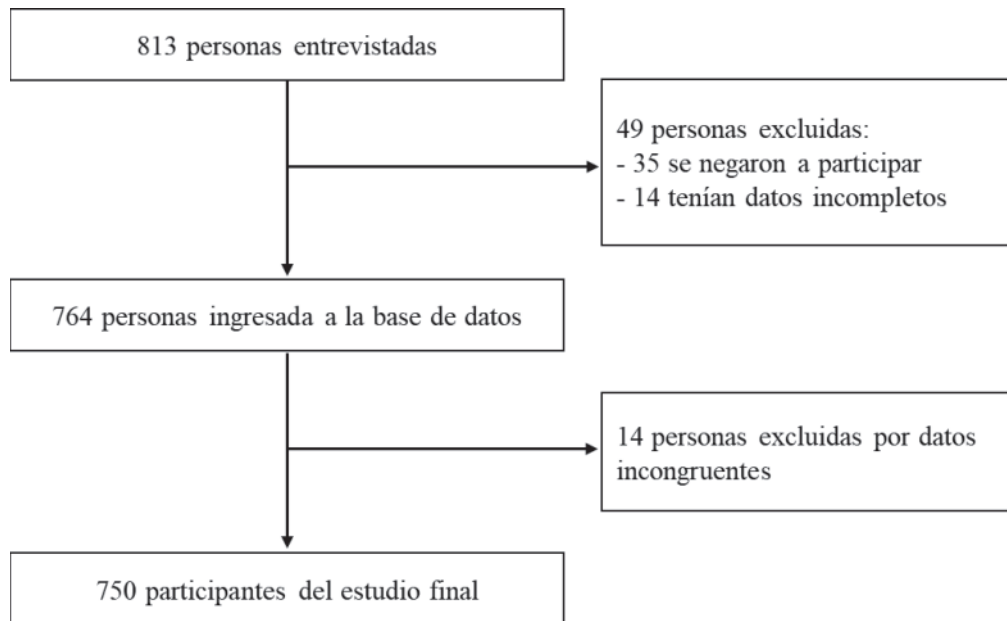 813 personas entrevistadas
49 personas excluidas:
- 35 se negaron a participar
- 14 tenían datos incompletos
764 personas ingresada a la base de datos
14 personas excluidas por datos
incongruentes
750 participantes del estudio final